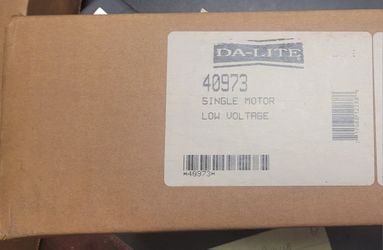 DA-LITE
40973
SINGLE MOTOR
LOW VOLTAGE
*40973*